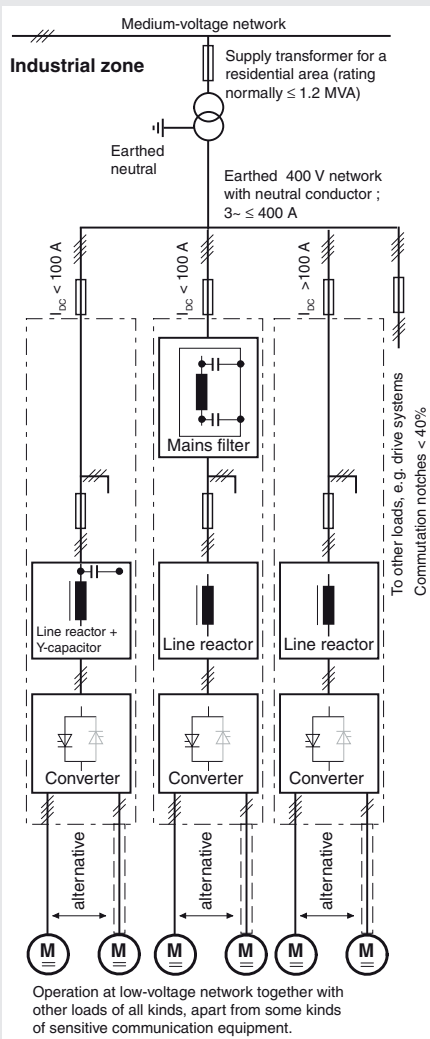 Medium-voltage network
Industrial zone
Supply transformer for a
residential area (rating
normally ≤ 1.2 MVA)
Earthed
neutral
Earthed 400 V network
with neutral conductor ;
3~ ≤ 400 A
I DC < 100 A
I DC < 100 A
I DC >100 A
To other loads, e.g. drive systems
Commutation notches < 40%
Mains filter
Line reactor +
Y-capacitor
Line reactor
Line reactor
Converter
Converter
Converter
alternative
alternative
alternative
M
M
M
M
M
M
Operation at low-voltage network together with
other loads of all kinds, apart from some kinds
of sensitive communication equipment.